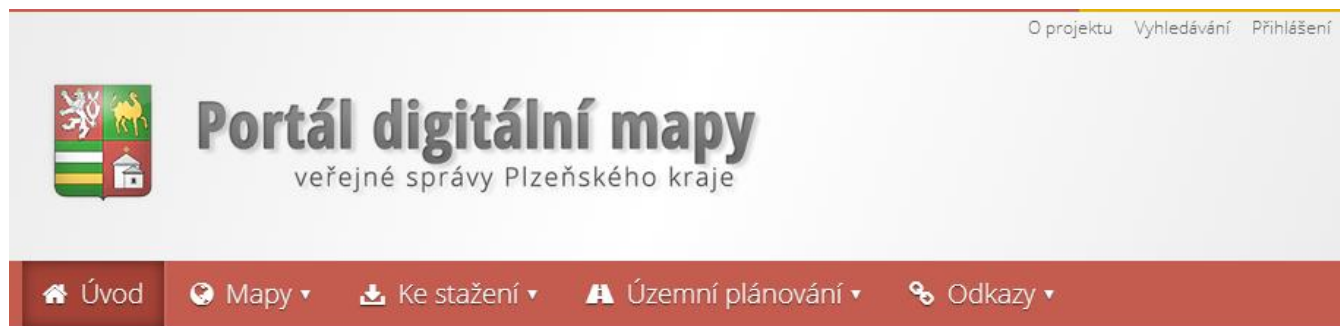 O projektu Vyhledávání Přihlášení
Portál digitální mapy
veřejné správy Plzeňského kraje
Úvod Mapy Ke stažení Územní plánování Odkazy